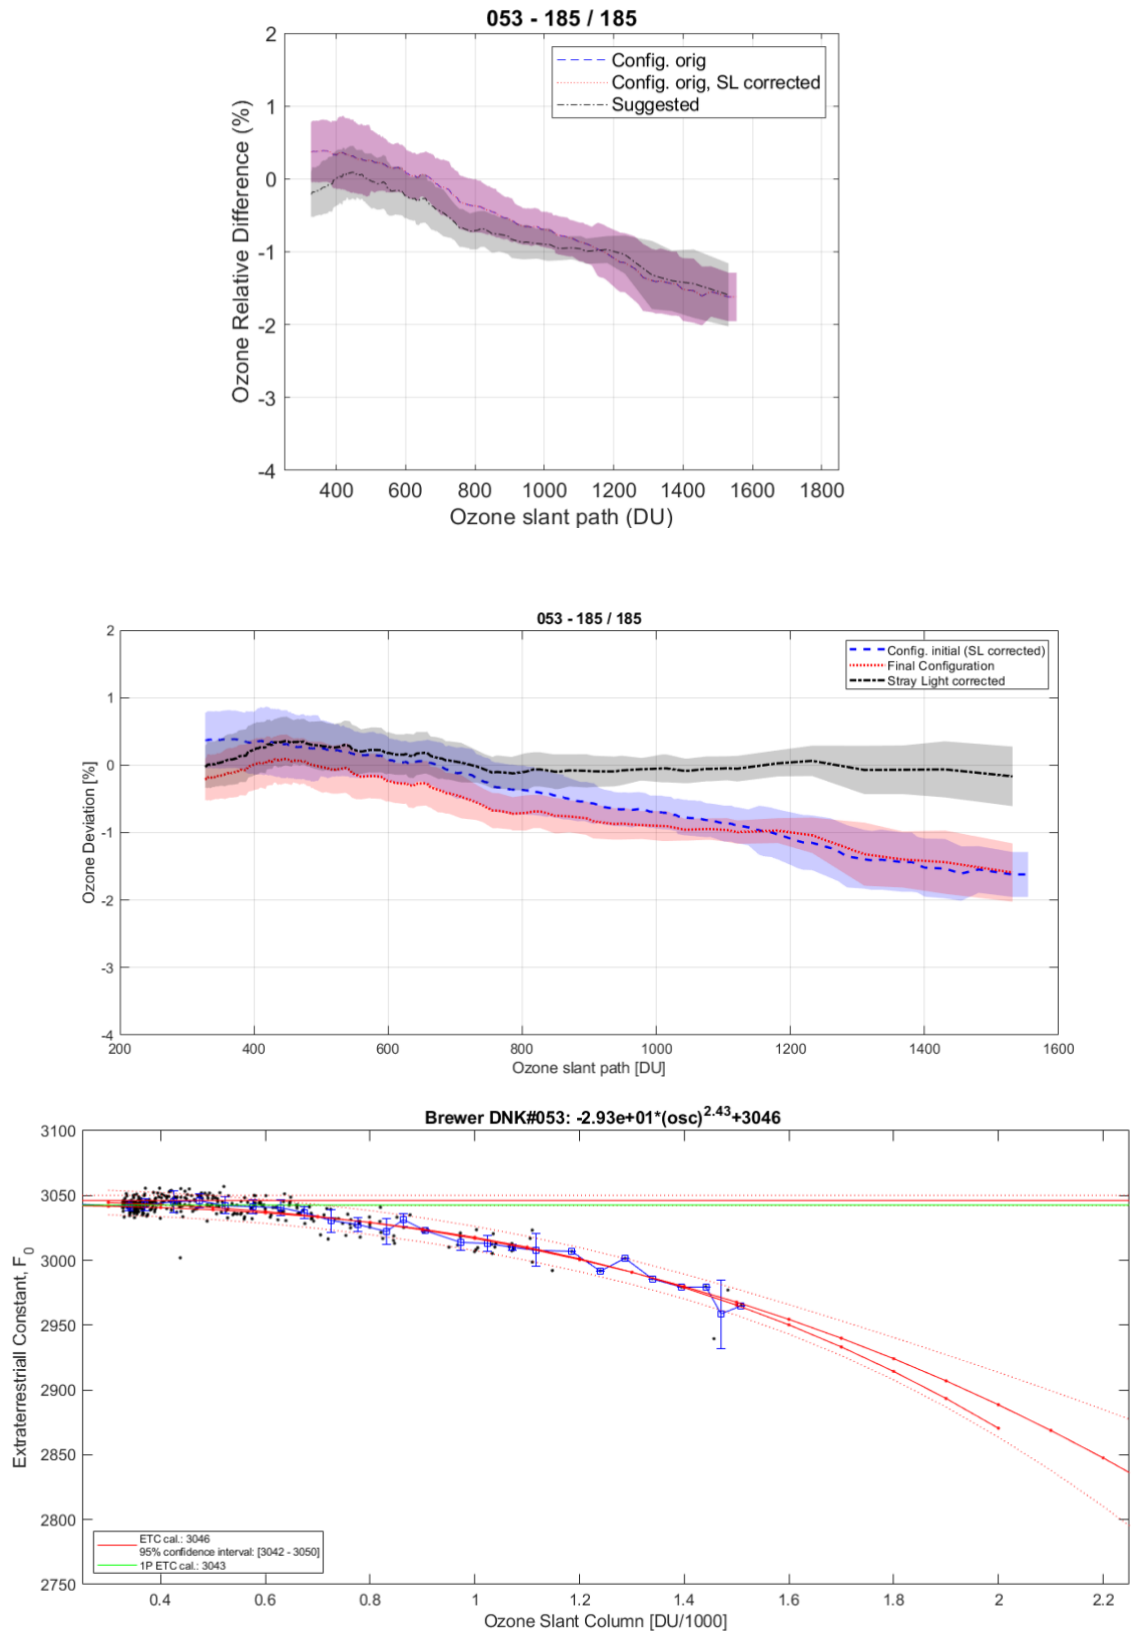 053 - 185 / 185
2
1
0
-1
-2
-3
-4
Ozone Relative Difference (%)
Config. orig
Config. orig, SL corrected
Suggested
400 600 800 1000 1200 1400 1600 1800
Ozone slant path (DU)
053 - 185 / 185
2
1
0
-1
-2
-3
-4
Ozone Deviation [%]
Config. initial (SL corrected)
Final Configuration
Stray Light corrected
200 400 600 800 1000 1200 1400 1600
Ozone slant path [DU]
Brewer DNK#053: -2.93e+01*(osc)^2.43+3046
3100
3050
3000
2950
2900
2850
2800
2750
Extraterrestriall Constant, F_0
ETC cal.: 3046
95% confidence interval: [3042 - 3050]
1P ETC cal.: 3043
0.4 0.6 0.8 1 1.2 1.4 1.6 1.8 2 2.2
Ozone Slant Column [DU/1000]